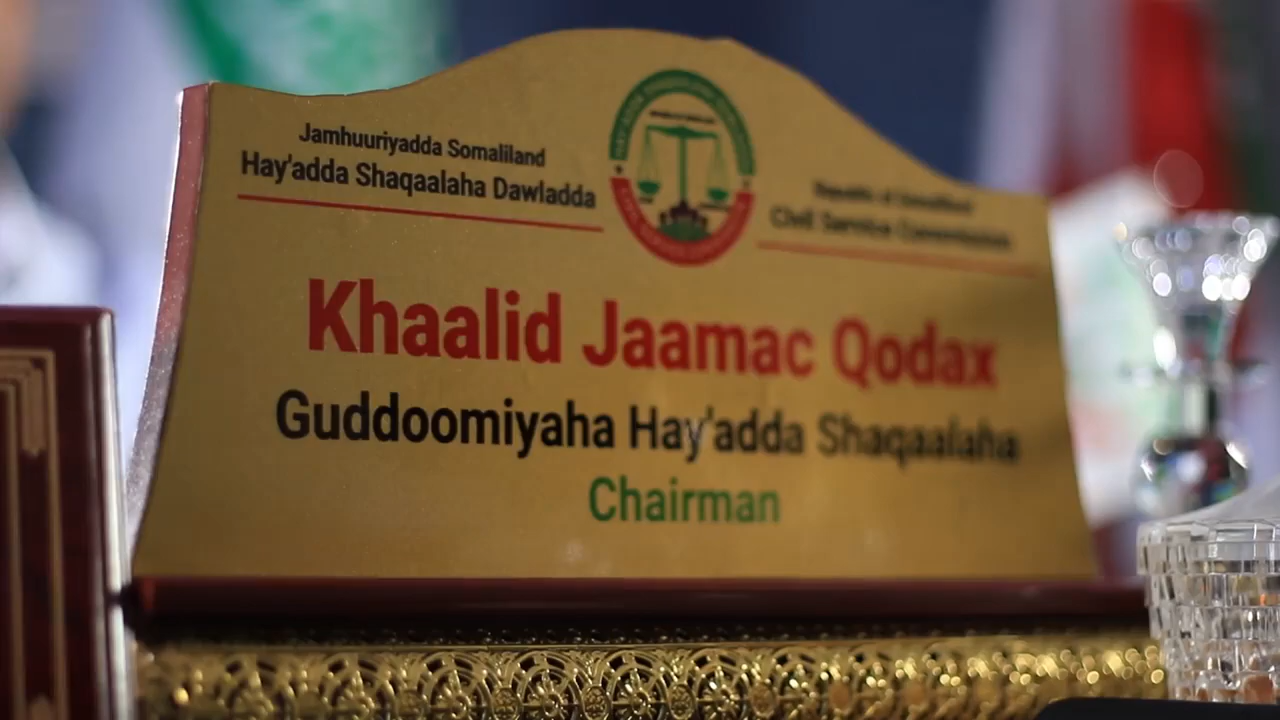 Jamhuuriyadda Somaliland
Hay'adda Shaqaalaha Dawladda
Republic of Somaliland
Civil Service Commission
Khaalid Jaamac Qodax
Guddoomiyaha Hay'adda Shaqaalaha
Chairman